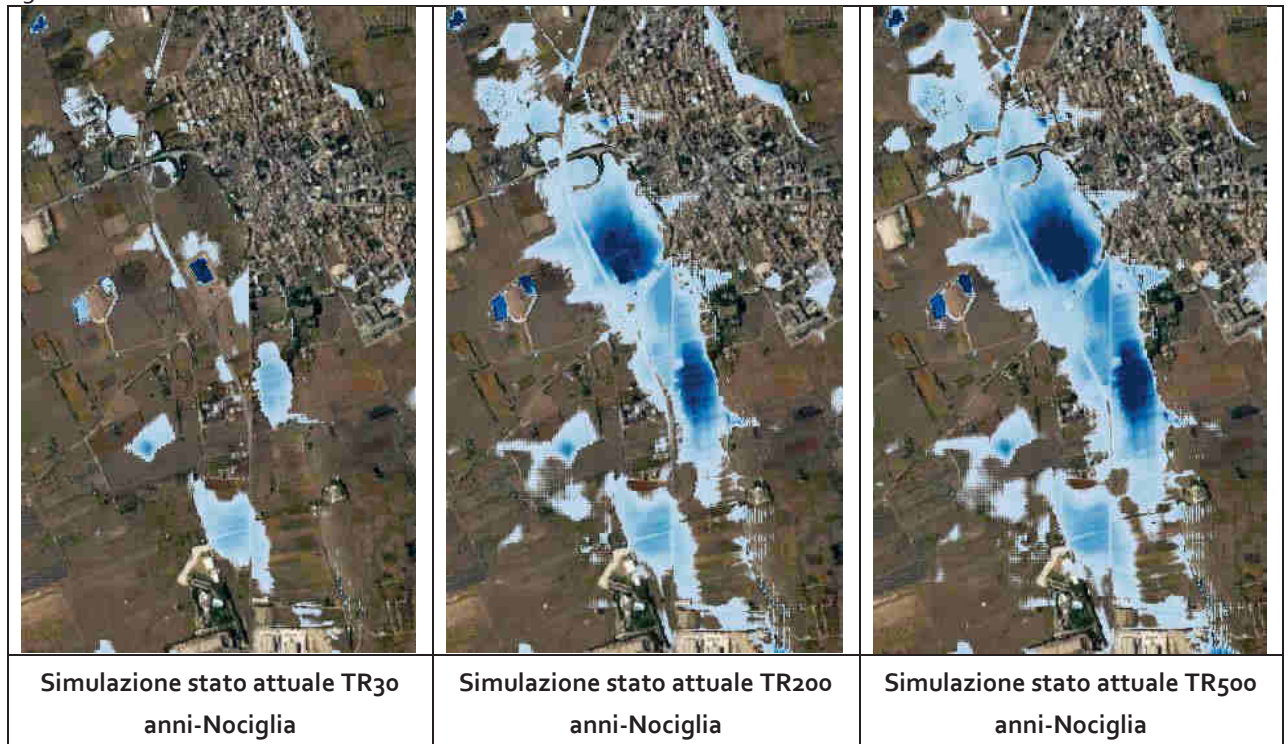 Simulazione stato attuale TR30
anni-Nociglia
Simulazione stato attuale TR200
anni-Nociglia
Simulazione stato attuale TR500
anni-Nociglia